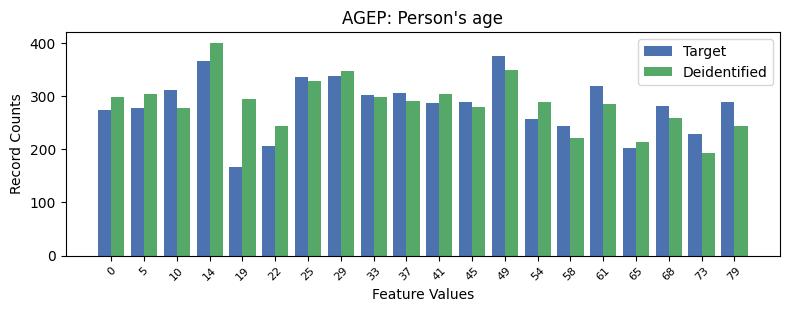 AGEP: Person's age
Target
Deidentified
Record Counts
400
300
200
100
0
0 5 10 14 19 22 25 29 33 37 41 45 49 54 58 61 65 68 73 79
Feature Values